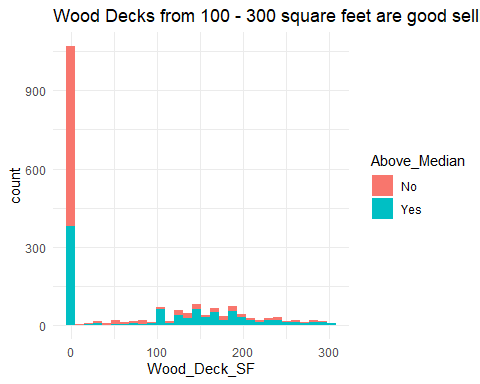 Wood Decks from 100 - 300 square feet are good sell
900
600
300
0
count
0 100 200 300
Wood_Deck_SF
Above_Median
No
Yes